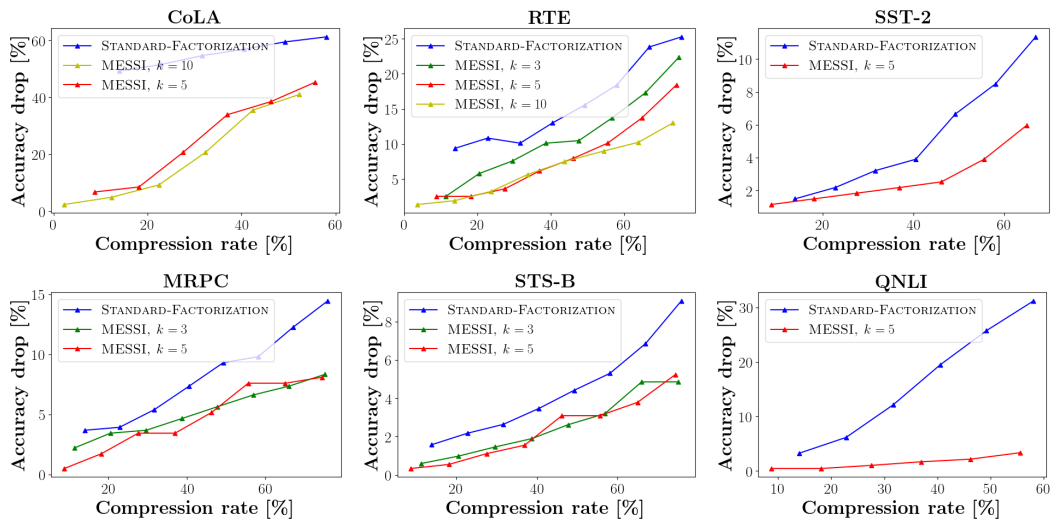 CoLA
Accuracy drop [%]
60
40
20
0
STANDARD-FACTORIZATION
MESSI, k = 10
MESSI, k = 5
0
20
40
60
Compression rate [%]
RTE
Accuracy drop [%]
25
20
15
10
5
STANDARD-FACTORIZATION
MESSI, k = 3
MESSI, k = 5
MESSI, k = 10
0
20
40
60
Compression rate [%]
SST-2
Accuracy drop [%]
10
8
6
4
2
STANDARD-FACTORIZATION
MESSI, k = 5
20
40
60
Compression rate [%]
MRPC
Accuracy drop [%]
15
10
5
0
STANDARD-FACTORIZATION
MESSI, k = 3
MESSI, k = 5
20
40
60
Compression rate [%]
STS-B
Accuracy drop [%]
8
6
4
2
0
STANDARD-FACTORIZATION
MESSI, k = 3
MESSI, k = 5
20
40
60
Compression rate [%]
QNLI
Accuracy drop [%]
30
20
10
0
STANDARD-FACTORIZATION
MESSI, k = 5
10
20
30
40
50
60
Compression rate [%]